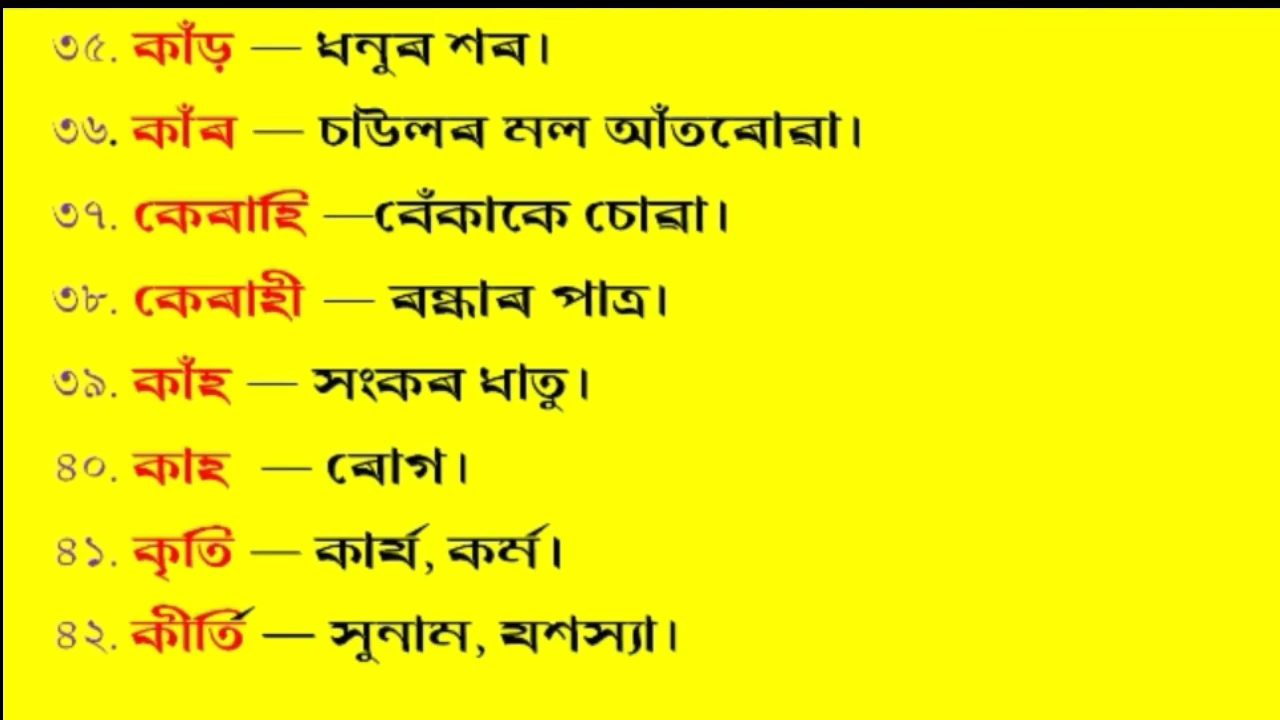 ৩৫. কাঁড় — ধনুৰ শৰ।
৩৬. কাঁৰ — চাউলৰ মল আঁতৰোৱা।
৩৭. কেৰাহি —বেঁকাকে চোৱা।
৩৮. কেৰাহী — ৰন্ধাৰ পাত্ৰ।
৩৯. কাঁহ — সংকৰ ধাতু।
৪০. কাহ — ৰোগ।
৪১. কৃতি — কাৰ্য, কৰ্ম।
৪২. কীৰ্তি — সুনাম, যশস্যা।